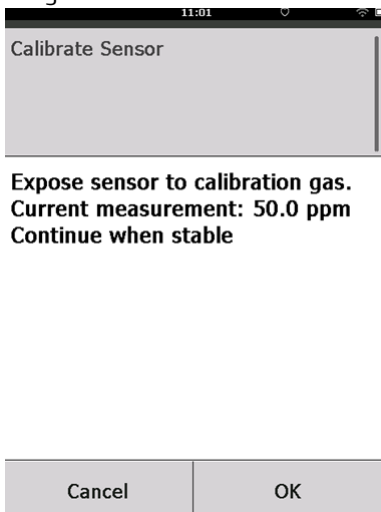 11:01
Calibrate Sensor
Expose sensor to calibration gas.
Current measurement: 50.0 ppm
Continue when stable
Cancel OK